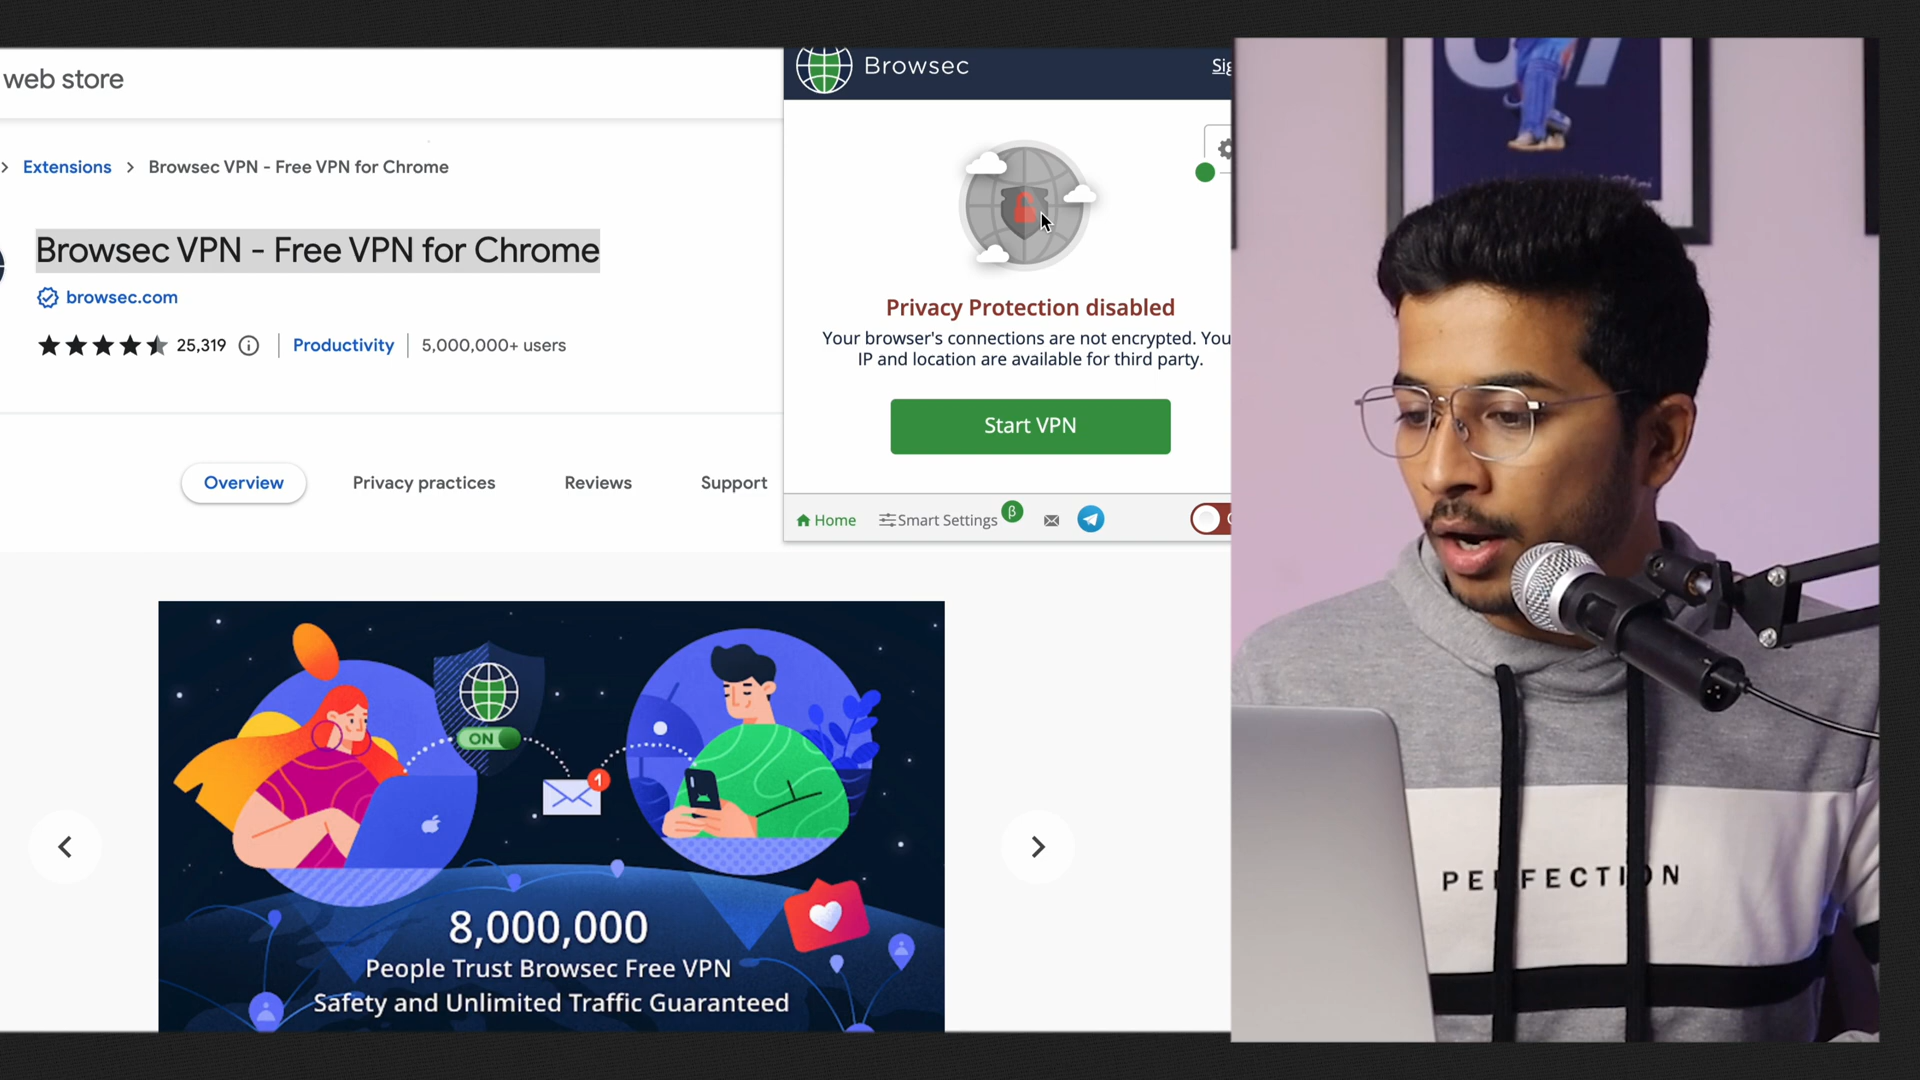 web store
Extensions > Browsec VPN - Free VPN for Chrome
Browsec VPN - Free VPN for Chrome
browsec.com
25,319
Productivity
5,000,000+ users
Overview
Privacy practices
Reviews
Support
Browsec
Privacy Protection disabled
Your browser's connections are not encrypted. You
IP and location are available for third party.
Start VPN
Home
Smart Settings
β
ON
1
8,000,000
People Trust Browsec Free VPN
Safety and Unlimited Traffic Guaranteed
PERFECTION